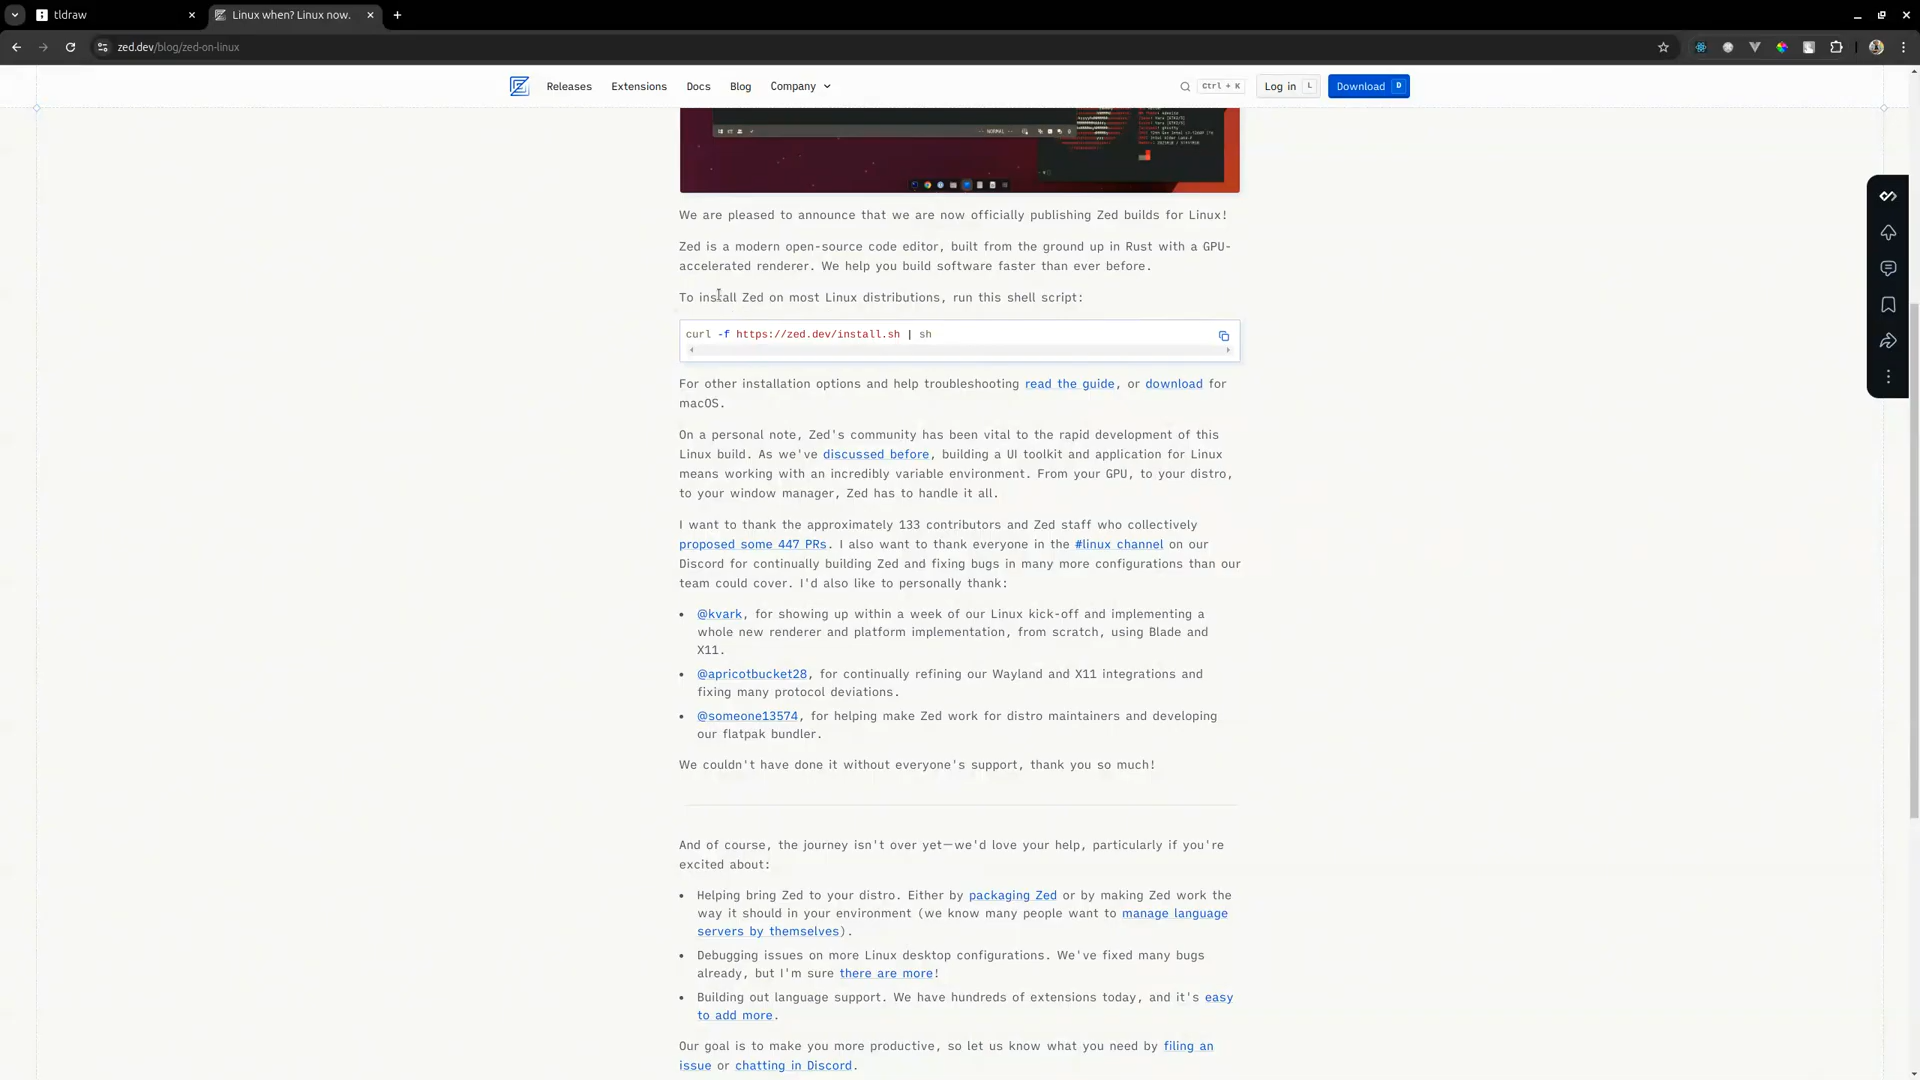 tldraw
Linux when? Linux now.
zed.dev/blog/zed-on-linux
Releases Extensions Docs Blog Company Ctrl + K Log in L Download D
We are pleased to announce that we are now officially publishing Zed builds for Linux!
Zed is a modern open-source code editor, built from the ground up in Rust with a GPU-
accelerated renderer. We help you build software faster than ever before.
To install Zed on most Linux distributions, run this shell script:
curl -f https://zed.dev/install.sh | sh
For other installation options and help troubleshooting read the guide, or download for
macOS.
On a personal note, Zed's community has been vital to the rapid development of this
Linux build. As we've discussed before, building a UI toolkit and application for Linux
means working with an incredibly variable environment. From your GPU, to your distro,
to your window manager, Zed has to handle it all.
I want to thank the approximately 133 contributors and Zed staff who collectively
proposed some 447 PRs. I also want to thank everyone in the #linux channel on our
Discord for continually building Zed and fixing bugs in many more configurations than our
team could cover. I'd also like to personally thank:
• @kvark, for showing up within a week of our Linux kick-off and implementing a
whole new renderer and platform implementation, from scratch, using Blade and
X11.
• @apricotbucket28, for continually refining our Wayland and X11 integrations and
fixing many protocol deviations.
• @someone13574, for helping make Zed work for distro maintainers and developing
our flatpak bundler.
We couldn't have done it without everyone's support, thank you so much!
And of course, the journey isn't over yet—we'd love your help, particularly if you're
excited about:
• Helping bring Zed to your distro. Either by packaging Zed or by making Zed work the
way it should in your environment (we know many people want to manage language
servers by themselves).
• Debugging issues on more Linux desktop configurations. We've fixed many bugs
already, but I'm sure there are more!
• Building out language support. We have hundreds of extensions today, and it's easy
to add more.
Our goal is to make you more productive, so let us know what you need by filing an
issue or chatting in Discord.